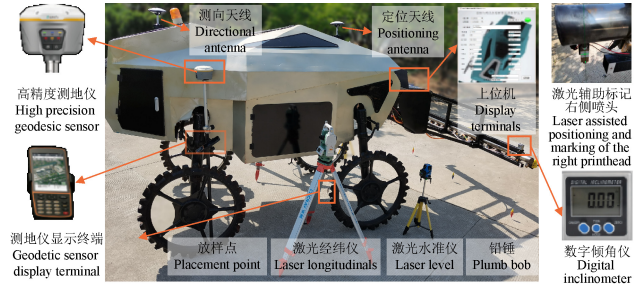 高精度测地仪
High precision
geodesic sensor
测地仪显示终端
Geodetic sensor
display terminal
测向天线
Directional
antenna
定位天线
Positioning
antenna
上位机
Display
terminals
放样点
Placement point
激光经纬仪
Laser longitudinals
激光水准仪
Laser level
铅锤
Plumb bob
激光辅助标记
右侧喷头
Laser assisted
positioning and
marking of the
right printhead
DIGITAL INCLINOMETER
0.00
数字倾角仪
Digital
inclinometer